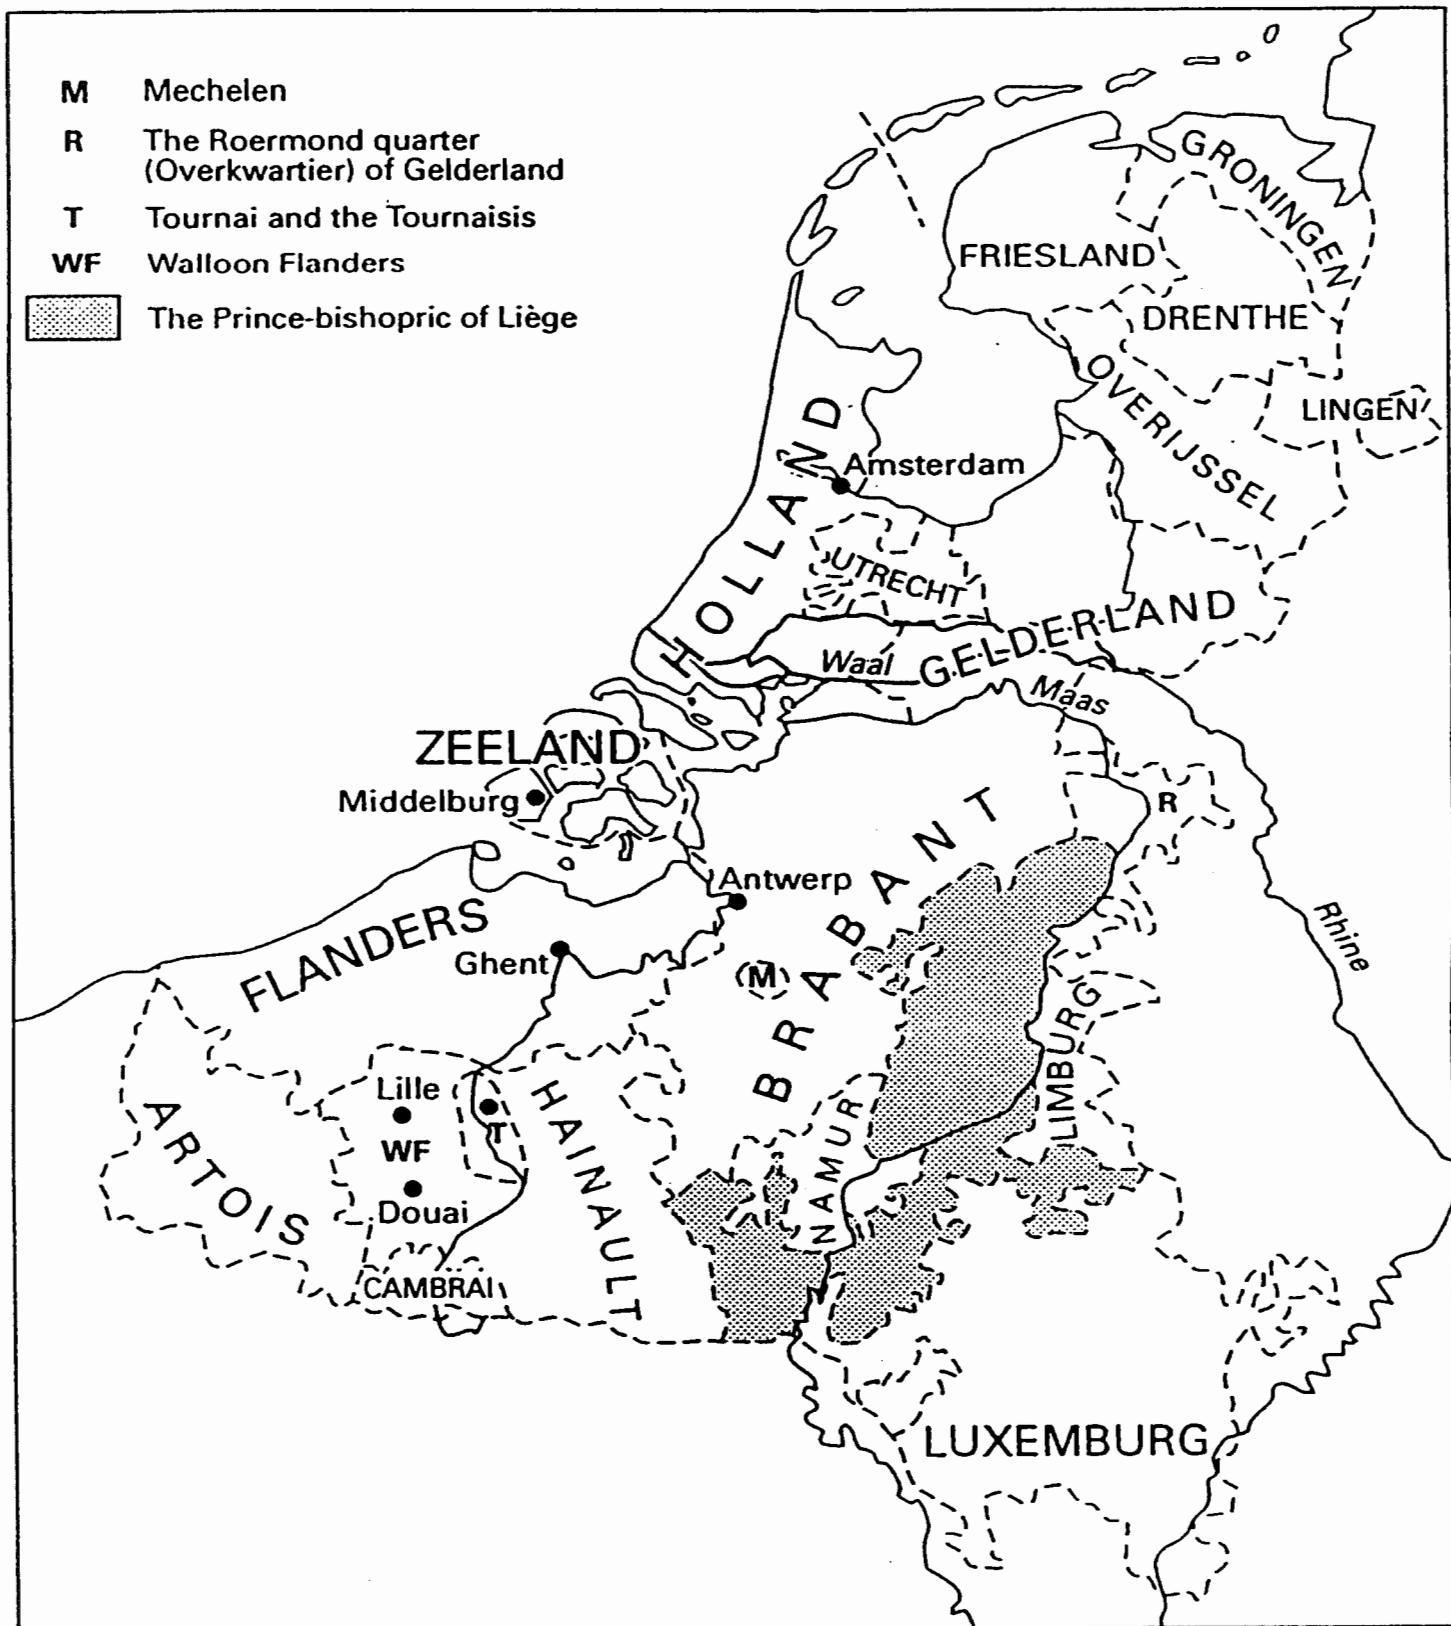 M Mechelen
R The Roermond quarter
(Overkwartier) of Gelderland
T Tournai and the Tournaisis
WF Walloon Flanders
The Prince-bishopric of Liège
GRONINGEN
FRIESLAND
DRENTHE
OVERIJSSEL
LINGEN
HOLLAND
Amsterdam
UTRECHT
GELDERLAND
Waal
Maas
ZEELAND
Middelburg
R
BRABANT
Antwerp
FLANDERS
Ghent
M
Rhine
LIMBURG
Lille
T
WF
HAINAULT
NAMUR
ARTOIS
Douai
CAMBRAI
LUXEMBURG